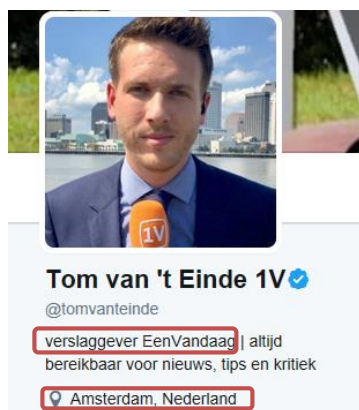 1V
Tom van 't Einde 1V
@tomvanteinde
verslaggever EenVandaag | altijd
bereikbaar voor nieuws, tips en kritiek
Amsterdam, Nederland